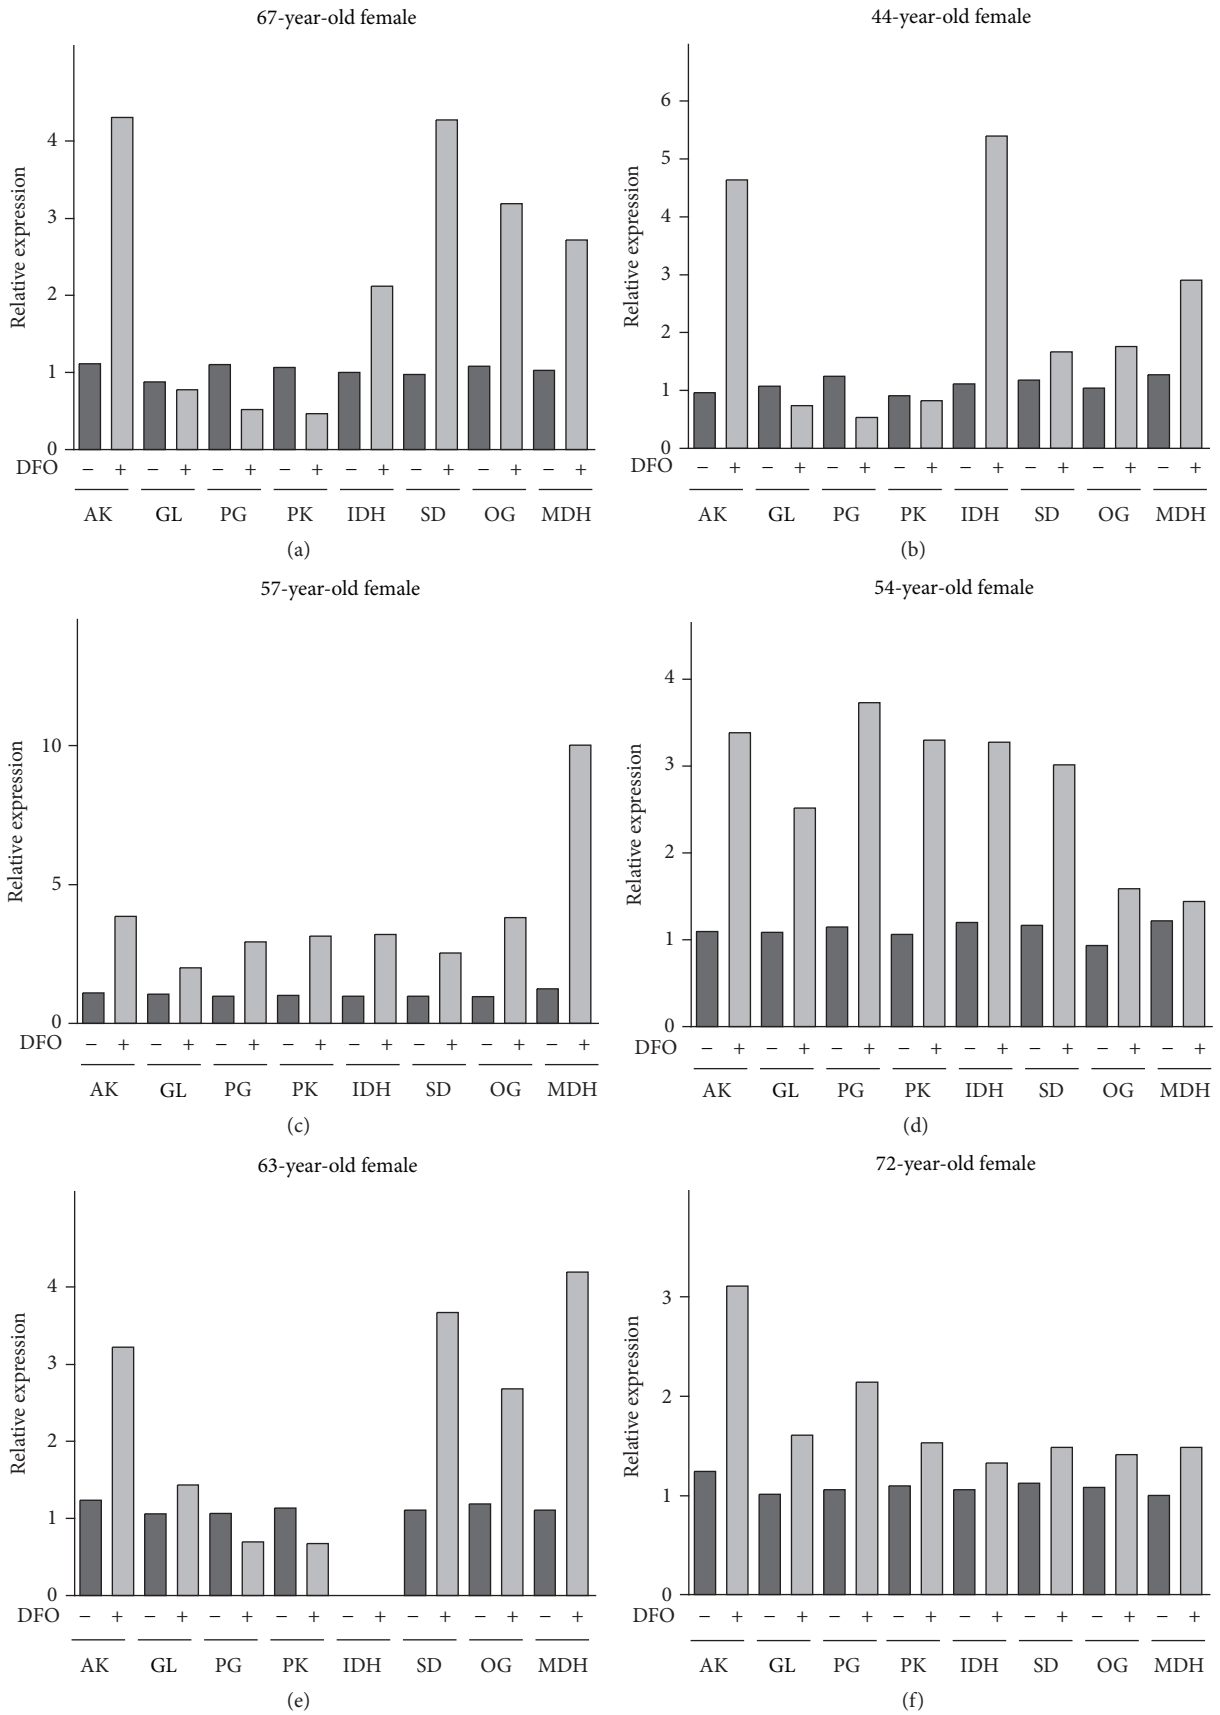 67-year-old female
Relative expression
4
3
2
1
0
DFO − + − + − + − + − + − + − + − +
AK GL PG PK IDH SD OG MDH
(a)
44-year-old female
Relative expression
6
5
4
3
2
1
0
DFO − + − + − + − + − + − + − + − +
AK GL PG PK IDH SD OG MDH
(b)
57-year-old female
Relative expression
10
5
0
DFO − + − + − + − + − + − + − + − +
AK GL PG PK IDH SD OG MDH
(c)
54-year-old female
Relative expression
4
3
2
1
0
DFO − + − + − + − + − + − + − + − +
AK GL PG PK IDH SD OG MDH
(d)
63-year-old female
Relative expression
4
3
2
1
0
DFO − + − + − + − + − + − + − + − +
AK GL PG PK IDH SD OG MDH
(e)
72-year-old female
Relative expression
3
2
1
0
DFO − + − + − + − + − + − + − + − +
AK GL PG PK IDH SD OG MDH
(f)